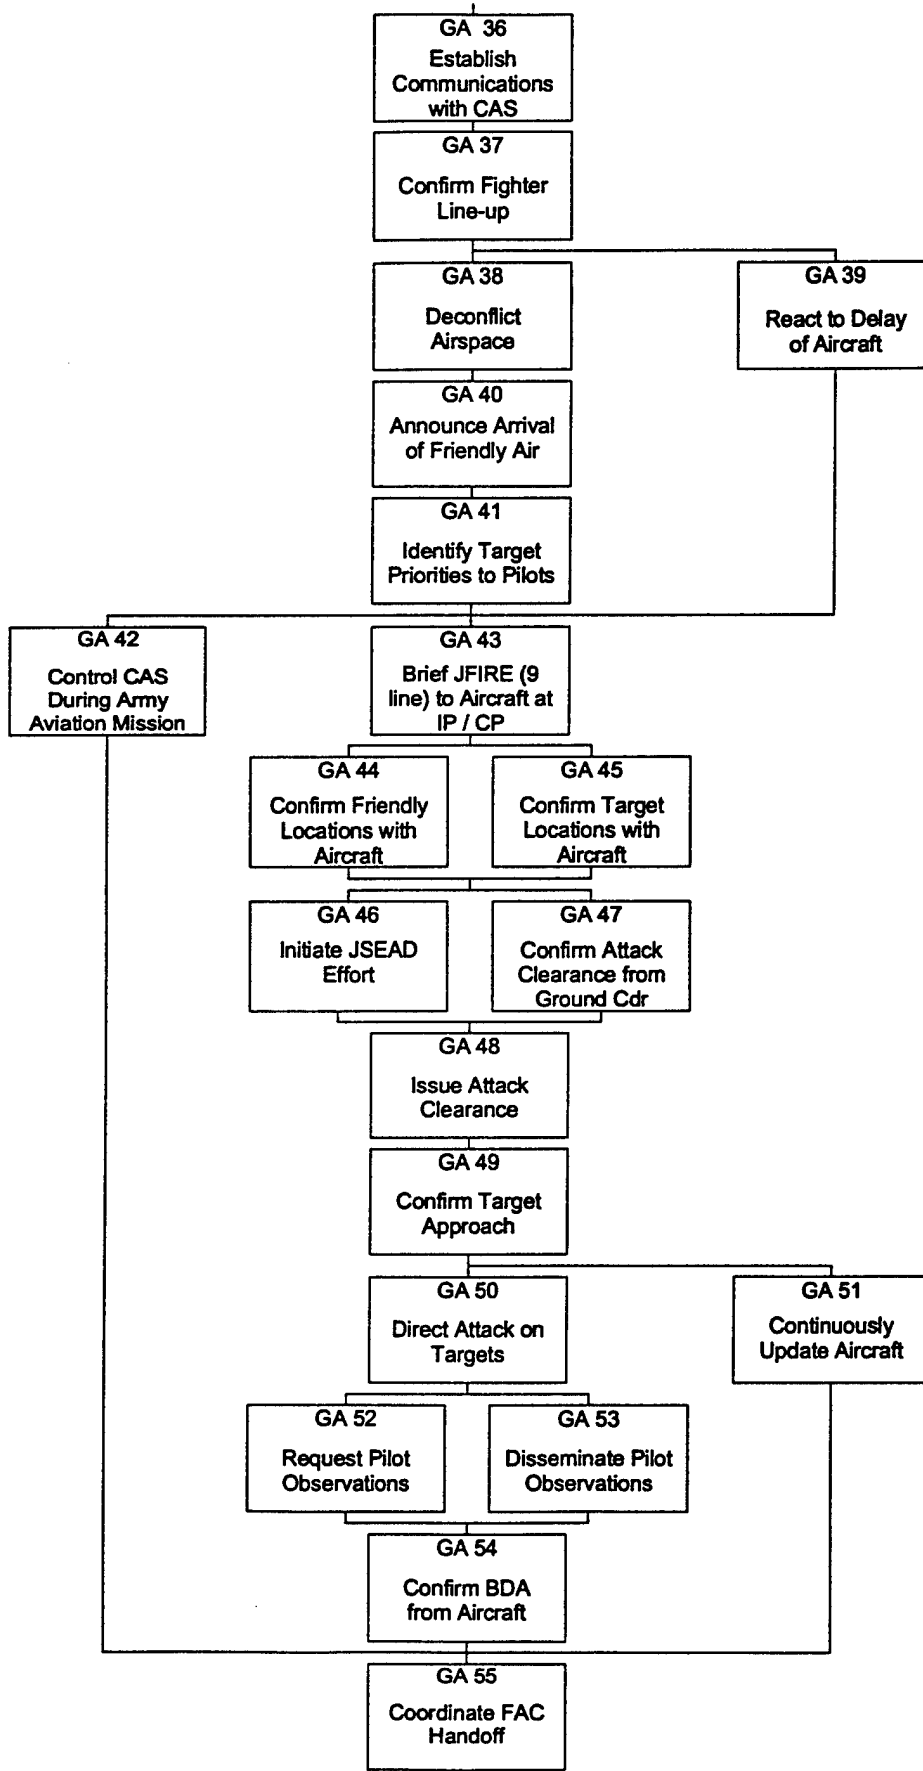 GA 36
Establish
Communications
with CAS
GA 37
Confirm Fighter
Line-up
GA 38
Deconflict
Airspace
GA 39
React to Delay
of Aircraft
GA 40
Announce Arrival
of Friendly Air
GA 41
Identify Target
Priorities to Pilots
GA 42
Control CAS
During Army
Aviation Mission
GA 43
Brief JFIRE (9
line) to Aircraft at
IP / CP
GA 44
Confirm Friendly
Locations with
Aircraft
GA 45
Confirm Target
Locations with
Aircraft
GA 46
Initiate JSEAD
Effort
GA 47
Confirm Attack
Clearance from
Ground Cdr
GA 48
Issue Attack
Clearance
GA 49
Confirm Target
Approach
GA 50
Direct Attack on
Targets
GA 51
Continuously
Update Aircraft
GA 52
Request Pilot
Observations
GA 53
Disseminate Pilot
Observations
GA 54
Confirm BDA
from Aircraft
GA 55
Coordinate FAC
Handoff